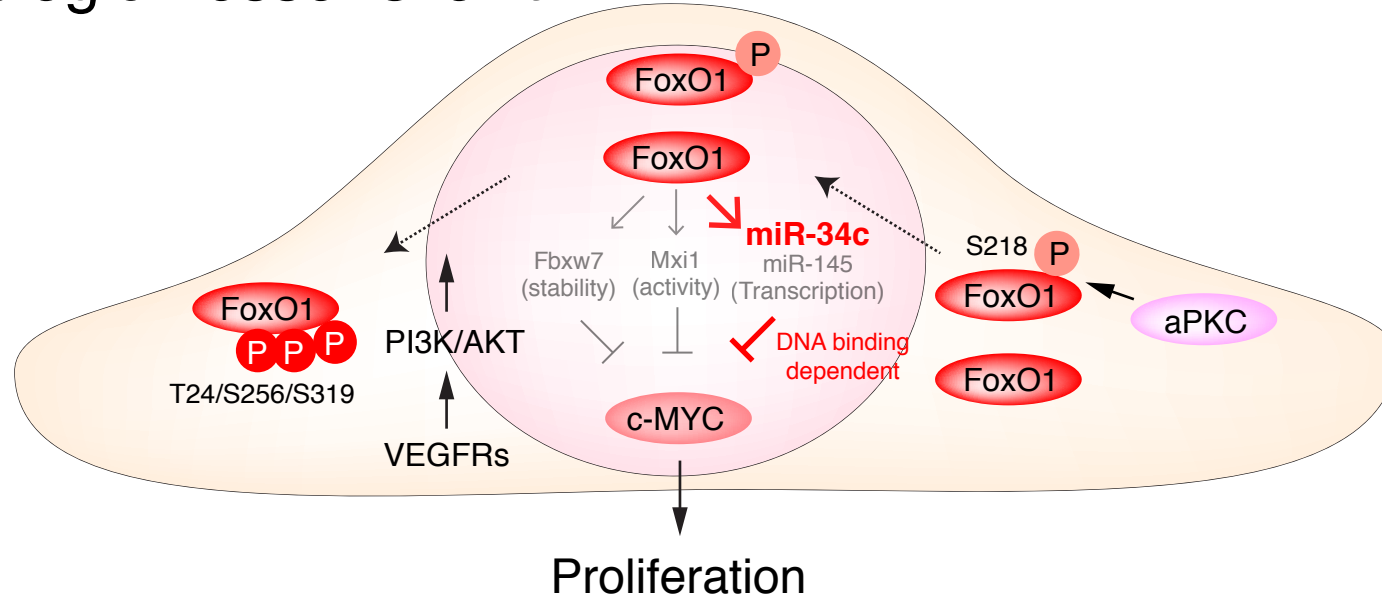 P
FoxO1
FoxO1
miR-34c
Fbxw7
(stability)
Mxi1
(activity)
miR-145
(Transcription)
DNA binding
dependent
c-MYC
FoxO1
P P P
T24/S256/S319
PI3K/AKT
VEGFRs
S218
P
FoxO1
aPKC
FoxO1
Proliferation